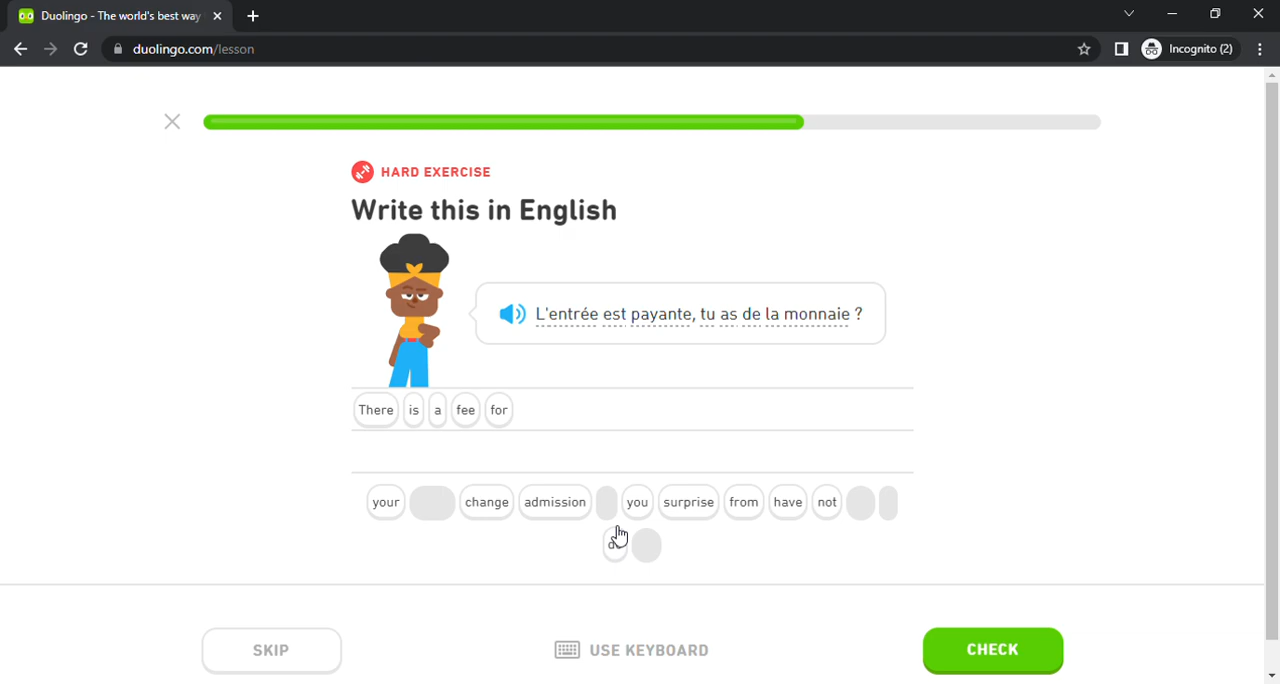 Duolingo - The world's best way
duolingo.com/lesson
Incognito (2)
HARD EXERCISE
Write this in English
L'entrée est payante, tu as de la monnaie ?
There is a fee for
your change admission you surprise from have not
SKIP
USE KEYBOARD
CHECK